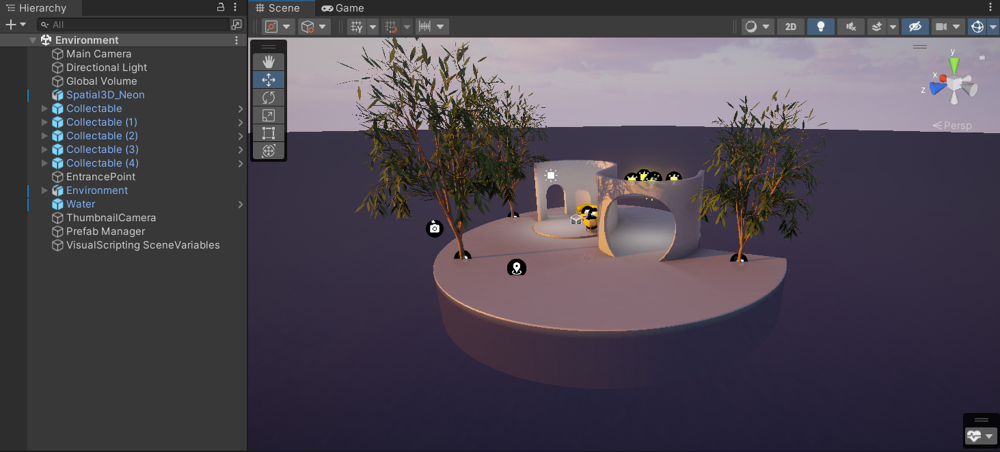 Hierarchy
Scene
Game
All
2D
Environment
Main Camera
Directional Light
Global Volume
Spatial3D_Neon
Collectable
Collectable (1)
Collectable (2)
Collectable (3)
Collectable (4)
EntrancePoint
Environment
Water
ThumbnailCamera
Prefab Manager
VisualScripting SceneVariables
y
x
z
Persp